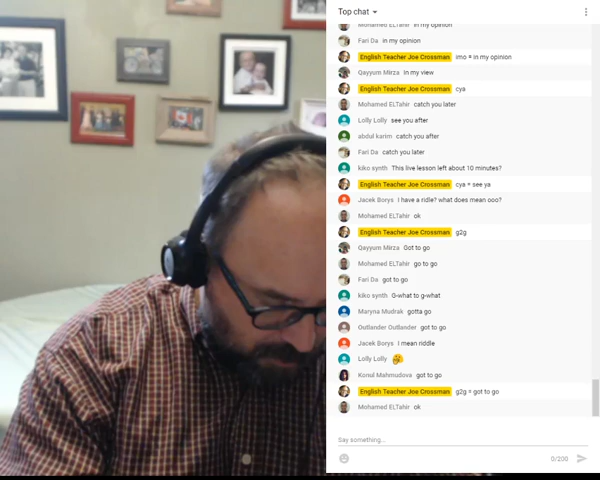 Top chat
Mohamed ELTahir in my opinion
Fari Da in my opinion
English Teacher Joe Crossman imo = in my opinion
Qayyum Mirza In my view
English Teacher Joe Crossman cya
Mohamed ELTahir catch you later
Lolly Lolly see you after
abdul karim catch you after
Fari Da catch you later
kiko synth This live lesson left about 10 minutes?
English Teacher Joe Crossman cya = see ya
Jacek Borys I have a ridle? what does mean ooo?
Mohamed ELTahir ok
English Teacher Joe Crossman g2g
Qayyum Mirza Got to go
Mohamed ELTahir go to go
Fari Da got to go
kiko synth G-what to g-what
Maryna Mudrak gotta go
Outlander Outlander got to go
Jacek Borys I mean riddle
Lolly Lolly 🤔
Konul Mahmudova got to go
English Teacher Joe Crossman g2g = got to go
Mohamed ELTahir ok
Say something...
0/200